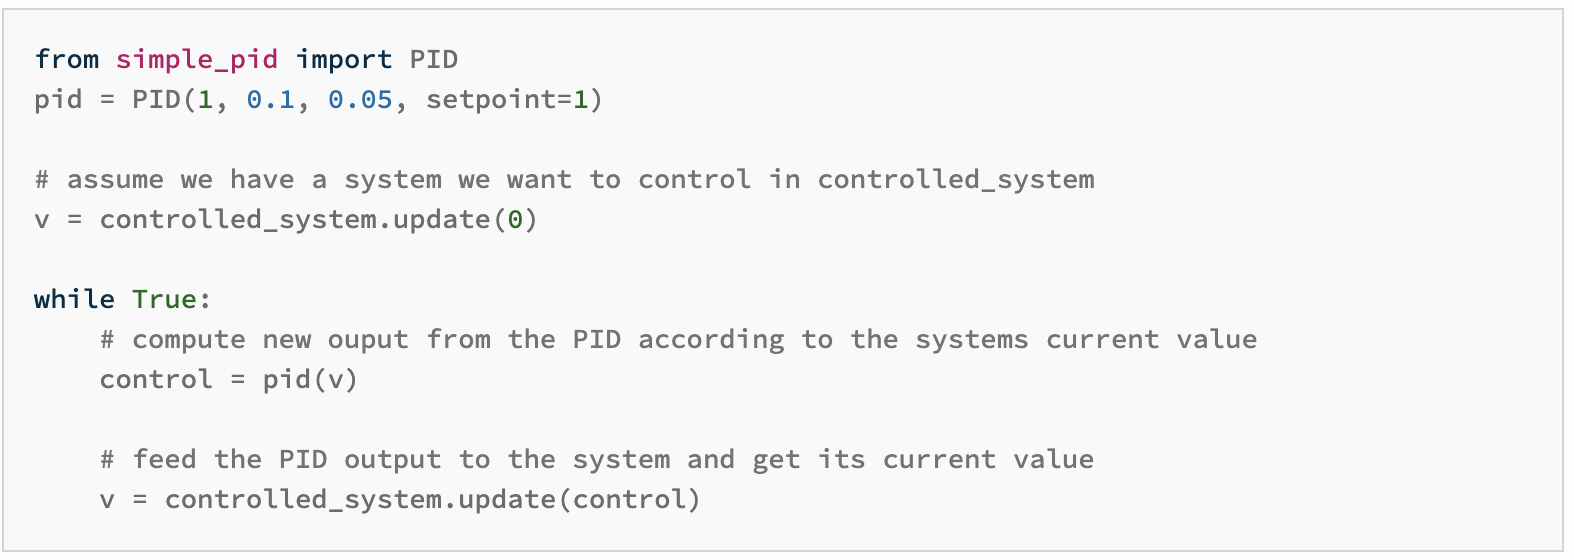 from simple_pid import PID
pid = PID(1, 0.1, 0.05, setpoint=1)
# assume we have a system we want to control in controlled_system
v = controlled_system.update(0)
while True:
    # compute new ouput from the PID according to the systems current value
    control = pid(v)
    # feed the PID output to the system and get its current value
    v = controlled_system.update(control)